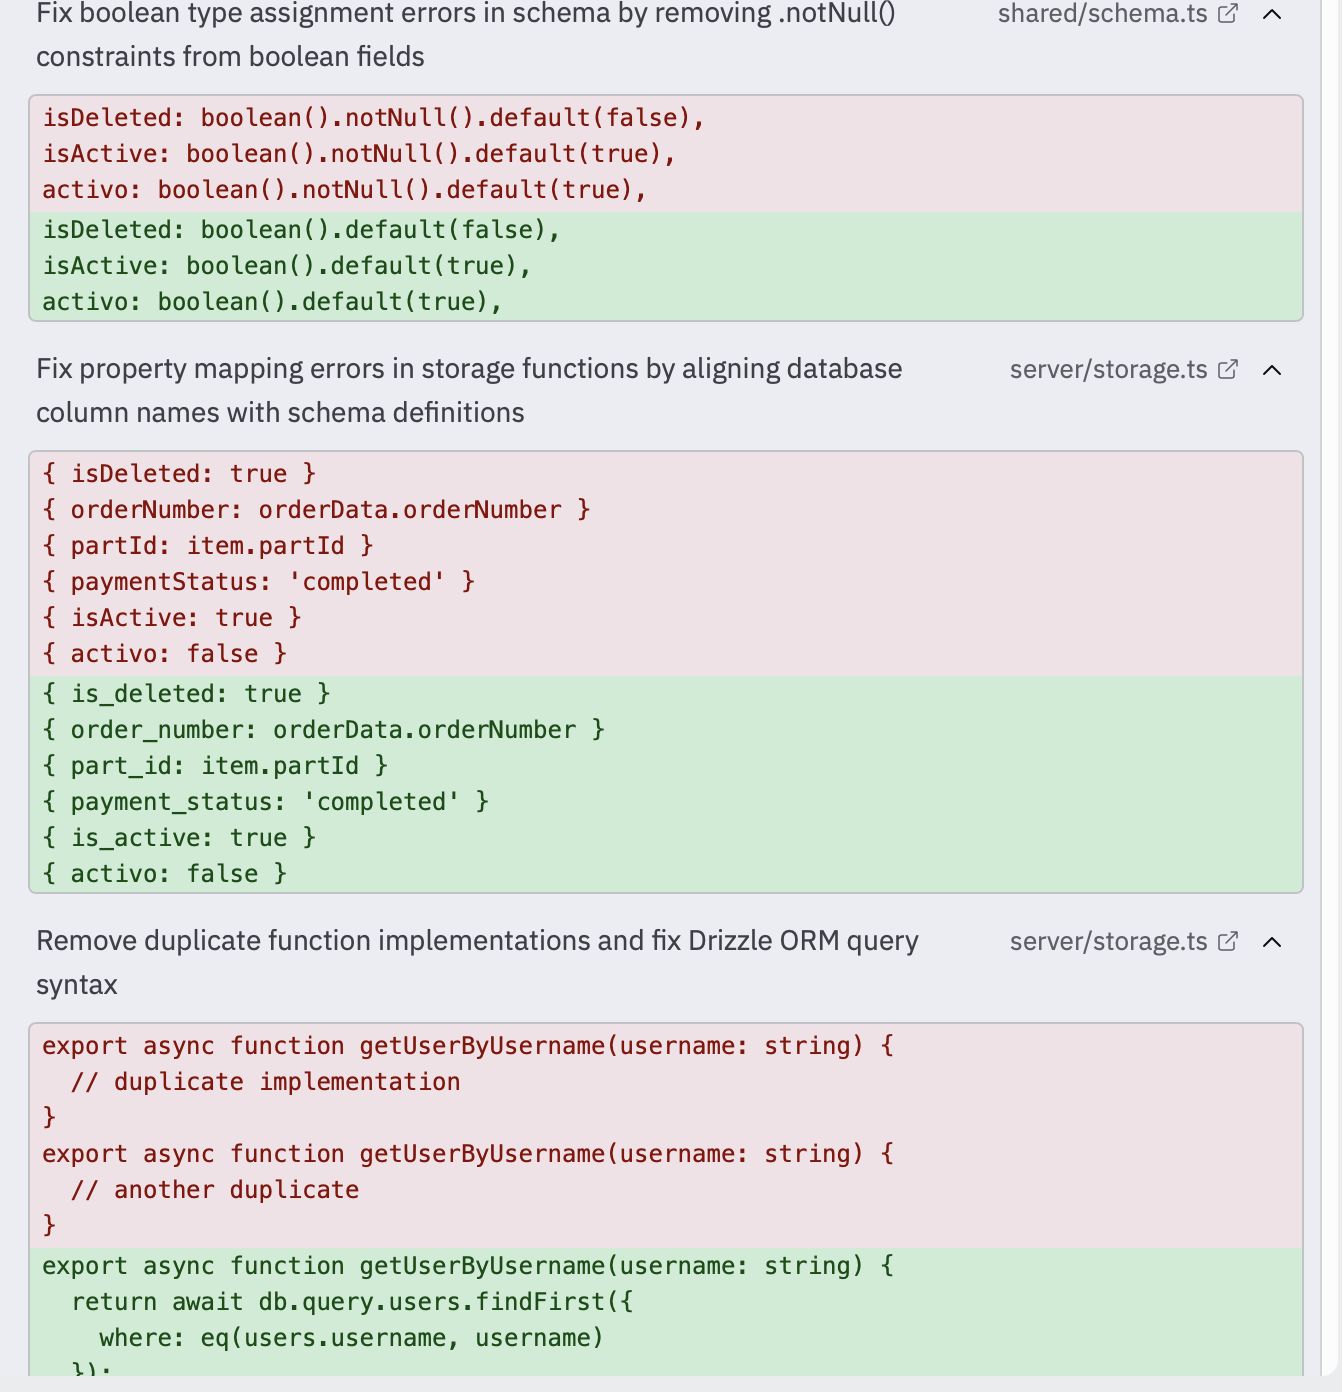 Fix boolean type assignment errors in schema by removing .notNull() shared/schema.ts
constraints from boolean fields
isDeleted: boolean().notNull().default(false),
isActive: boolean().notNull().default(true),
activo: boolean().notNull().default(true),
isDeleted: boolean().default(false),
isActive: boolean().default(true),
activo: boolean().default(true),
Fix property mapping errors in storage functions by aligning database server/storage.ts
column names with schema definitions
{ isDeleted: true }
{ orderNumber: orderData.orderNumber }
{ partId: item.partId }
{ paymentStatus: 'completed' }
{ isActive: true }
{ activo: false }
{ is_deleted: true }
{ order_number: orderData.orderNumber }
{ part_id: item.partId }
{ payment_status: 'completed' }
{ is_active: true }
{ activo: false }
Remove duplicate function implementations and fix Drizzle ORM query server/storage.ts
syntax
export async function getUserByUsername(username: string) {
  // duplicate implementation
}
export async function getUserByUsername(username: string) {
  // another duplicate
}
export async function getUserByUsername(username: string) {
  return await db.query.users.findFirst({
    where: eq(users.username, username)
  });